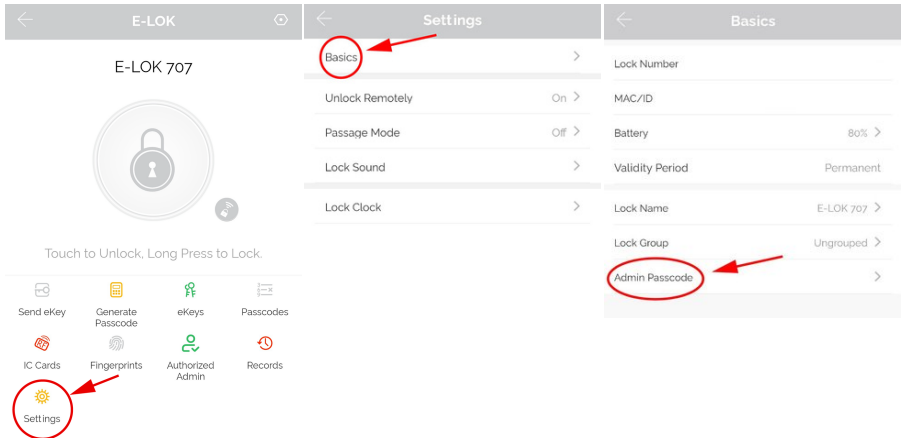 E-LOK
E-LOK 707
Touch to Unlock, Long Press to Lock.
Send eKey
Generate
Passcode
eKeys
Passcodes
IC Cards
Fingerprints
Authorized
Admin
Records
Settings
Settings
Basics
Unlock Remotely On
Passage Mode Off
Lock Sound
Lock Clock
Basics
Lock Number
MAC/ID
Battery 80%
Validity Period Permanent
Lock Name E-LOK 707
Lock Group Ungrouped
Admin Passcode